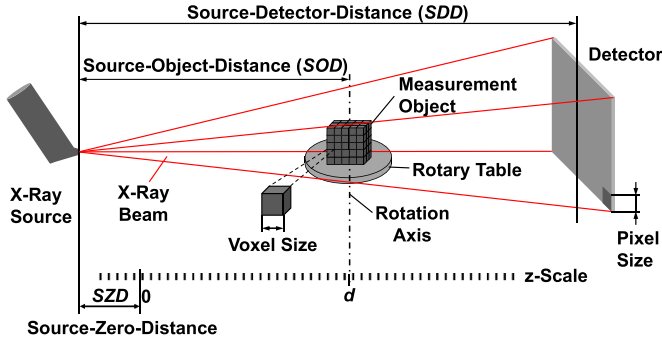 Source-Detector-Distance (SDD)
Source-Object-Distance (SOD)
Detector
Measurement
Object
X-Ray
Source
X-Ray
Beam
Rotary Table
Voxel Size
Rotation
Axis
Pixel
Size
z-Scale
SZD
0
d
Source-Zero-Distance